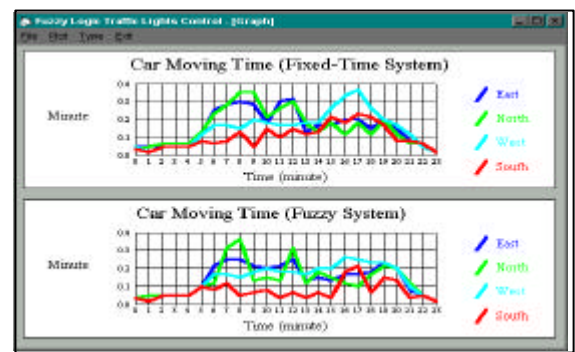 Fuzzy Logic Traffic Lights Control - [Graph]
File Plot Type Exit
Car Moving Time (Fixed-Time System)
Minute
0.4
0.3
0.2
0.1
0.0
0 1 2 3 4 5 6 7 8 9 10 11 12 13 14 15 16 17 18 19 20 21 22 23
Time (minute)
East
North
West
South
Car Moving Time (Fuzzy System)
Minute
0.4
0.3
0.2
0.1
0.0
0 1 2 3 4 5 6 7 8 9 10 11 12 13 14 15 16 17 18 19 20 21 22 23
Time (minute)
East
North
West
South